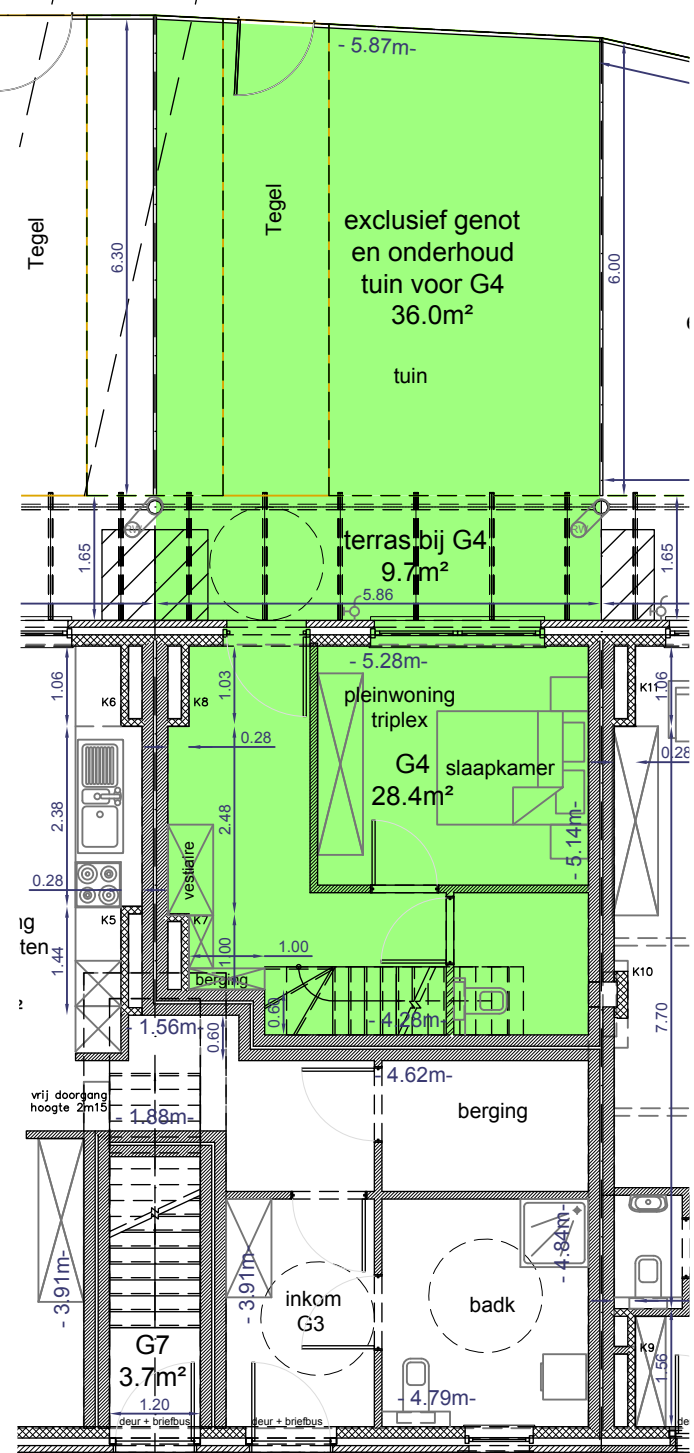 - 5.87m-
Tegel
Tegel
6.30
exclusief genot
en onderhoud
tuin voor G4
36.0m²
6.00
tuin
RW
RW
1.65
terras bij G4
9.7m²
1.65
5.86
- 5.28m-
1.06
K6
K8
1.03
pleinwoning
triplex
K11
1.06
0.28
G4
slaapkamer
28.4m²
0.28
2.38
2.48
- 5.14m-
vestiaire
0.28
ng
ten
K5
K7
1.44
1.00
1.00
berging
K10
0.60
- 4.28m-
7.70
- 1.56m-
0.60
- 4.62m-
vrij doorgang
hoogte 2m15
- 1.88m-
berging
- 3.91m-
- 3.91m-
- 4.84m-
inkom
G3
badk
G7
3.7m²
K9
1.56
1.20
- 4.79m-
deur + briefbus
deur + briefbus